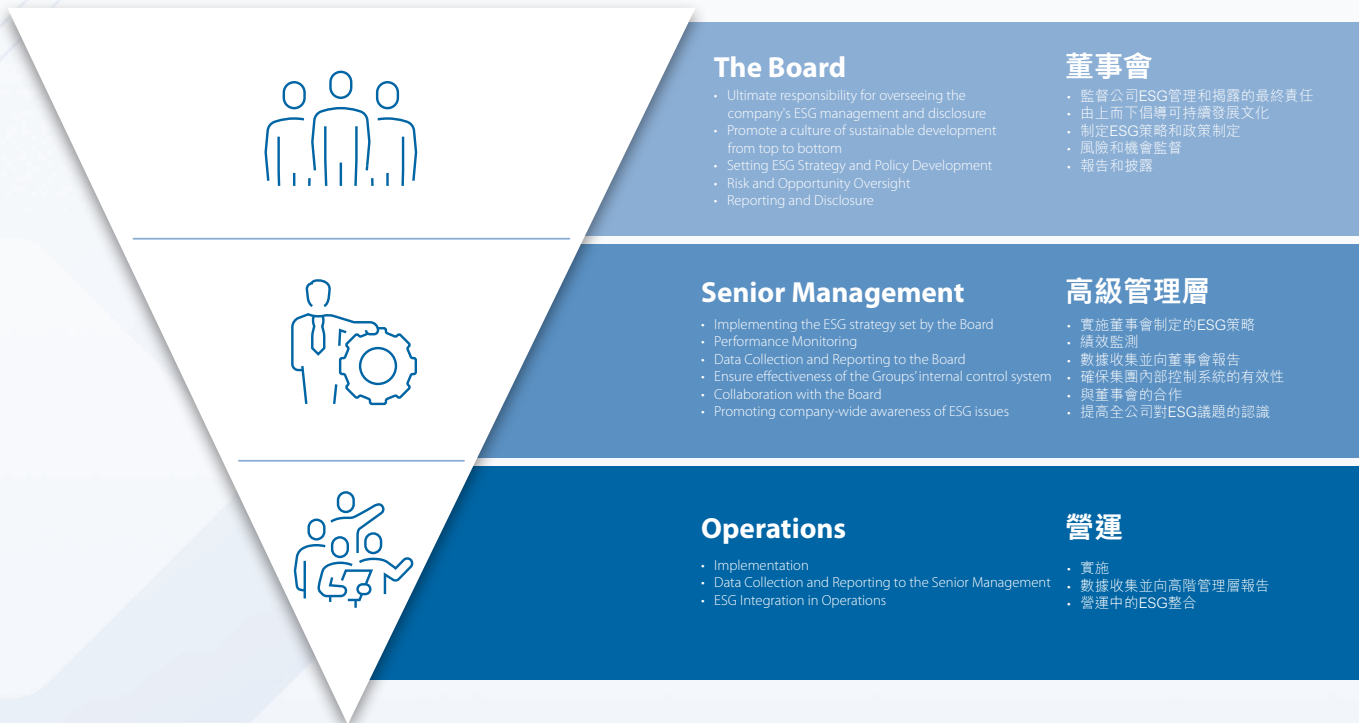 The Board
• Ultimate responsibility for overseeing the
company's ESG management and disclosure
• Promote a culture of sustainable development
from top to bottom
• Setting ESG Strategy and Policy Development
• Risk and Opportunity Oversight
• Reporting and Disclosure
董事會
• 監督公司ESG管理和揭露的最終責任
• 由上而下倡導可持續發展文化
• 制定ESG策略和政策制定
• 風險和機會監督
• 報告和披露
Senior Management
• Implementing the ESG strategy set by the Board
• Performance Monitoring
• Data Collection and Reporting to the Board
• Ensure effectiveness of the Groups' internal control system
• Collaboration with the Board
• Promoting company-wide awareness of ESG issues
高級管理層
• 實施董事會制定的ESG策略
• 績效監測
• 數據收集並向董事會報告
• 確保集團內部控制系統的有效性
• 與董事會的合作
• 提高全公司對ESG議題的認識
Operations
• Implementation
• Data Collection and Reporting to the Senior Management
• ESG Integration in Operations
營運
• 實施
• 數據收集並向高階管理層報告
• 營運中的ESG整合